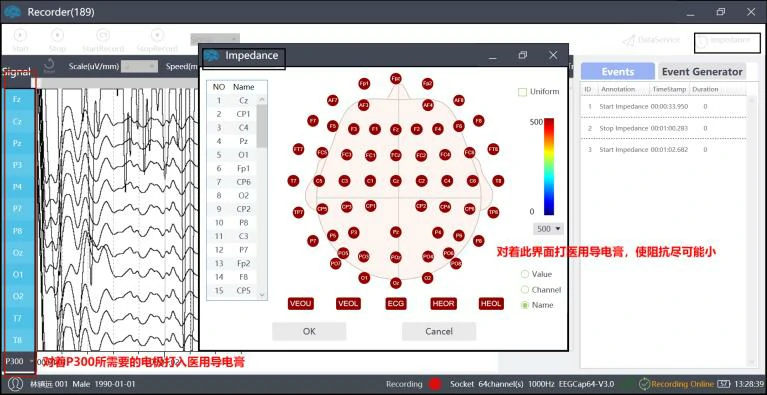 Recorder(189)
Start
Stop
StartRecord
StopRecord
DataService
Impedance
Signal
Reset
Scale(uV/mm)
Speed(m
Fz
Cz
Pz
P3
P4
P7
P8
Oz
O1
O2
T7
T8
P300
Impedance
NO Name
1 Cz
2 CP1
3 C4
4 Pz
5 O1
6 Fp1
7 CP6
8 O2
9 CP2
10 P8
11 C3
12 P7
13 Fp2
14 F8
15 CP5
Fpz
Fp1 Fp2
AF7 AF3 AF4 AF8
F7 F5 F3 F1 Fz F2 F4 F6 F8
FT7 FC5 FC3 FC1 FCz FC2 FC4 FC6 FT8
T7 C5 C3 C1 Cz C2 C4 C6 T8
TP7 CP5 CP3 CP1 CP2 CP4 CP6 TP8
P7 P5 P3 Pz P4 P6 P8
PO7 PO5 PO3 POz PO4 PO6 PO8
O1 Oz O2
VEOU VEOL ECG HEOR HEOL
OK Cancel
Uniform
500
0
500
Value
Channel
Name
对着此界面打医用导电膏，使阻抗尽可能小
Events Event Generator
ID Annotation TimeStamp Duration
1 Start Impedance 00:00:33.950 0
2 Stop Impedance 00:01:00.283 0
3 Start Impedance 00:01:02.682 0
对着P300所需要的电极打入医用导电膏
林镇远 001 Male 1990-01-01
Recording
Socket 64channel(s) 1000Hz EEGCap64-V3.0
Recording Online
13:28:39